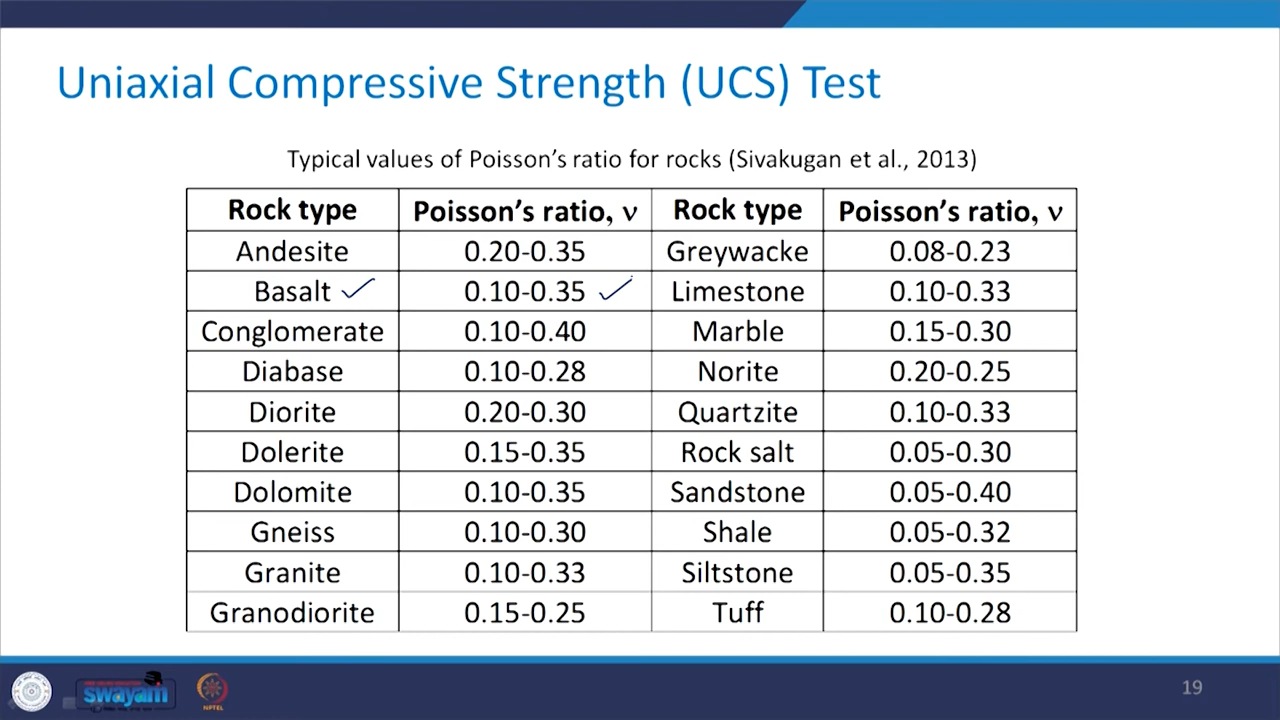 Uniaxial Compressive Strength (UCS) Test
Typical values of Poisson's ratio for rocks (Sivakugan et al., 2013)
Rock type Poisson's ratio, ν Rock type Poisson's ratio, ν
Andesite 0.20-0.35 Greywacke 0.08-0.23
Basalt 0.10-0.35 Limestone 0.10-0.33
Conglomerate 0.10-0.40 Marble 0.15-0.30
Diabase 0.10-0.28 Norite 0.20-0.25
Diorite 0.20-0.30 Quartzite 0.10-0.33
Dolerite 0.15-0.35 Rock salt 0.05-0.30
Dolomite 0.10-0.35 Sandstone 0.05-0.40
Gneiss 0.10-0.30 Shale 0.05-0.32
Granite 0.10-0.33 Siltstone 0.05-0.35
Granodiorite 0.15-0.25 Tuff 0.10-0.28
swayam
NPTEL
19